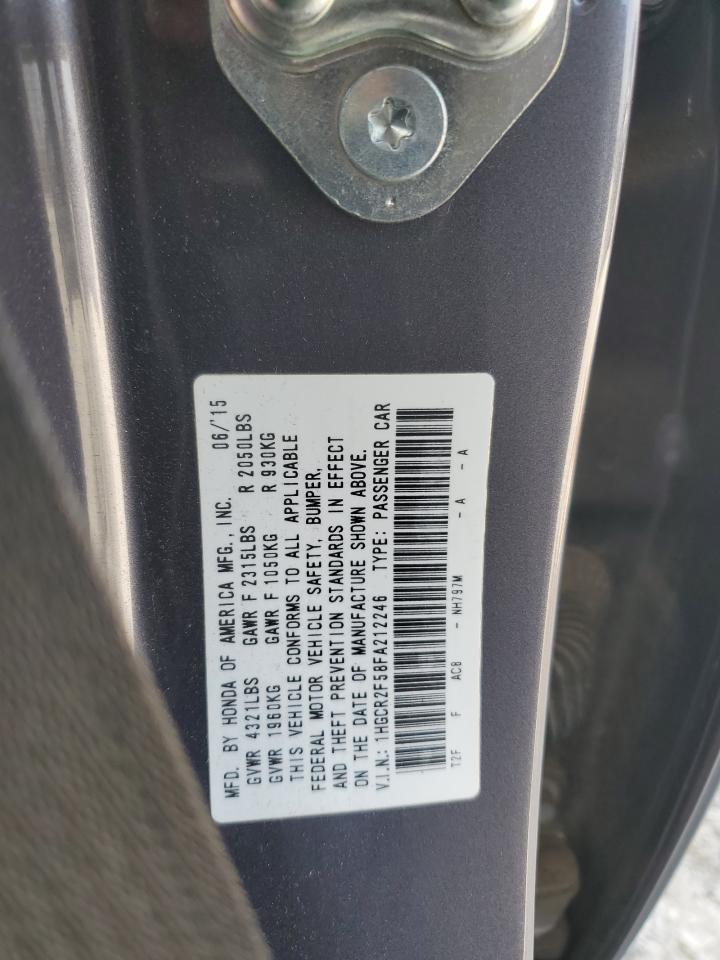 MFD. BY HONDA OF AMERICA MFG., INC. 06/'15
GVWR 4321LBS GAWR F 2315LBS R 2050LBS
GVWR 1960KG GAWR F 1050KG R 930KG
THIS VEHICLE CONFORMS TO ALL APPLICABLE
FEDERAL MOTOR VEHICLE SAFETY, BUMPER,
AND THEFT PREVENTION STANDARDS IN EFFECT
ON THE DATE OF MANUFACTURE SHOWN ABOVE.
V.I.N.: 1HGCR2F58FA212246 TYPE: PASSENGER CAR
T2F F AC8 - NH797M - A - A